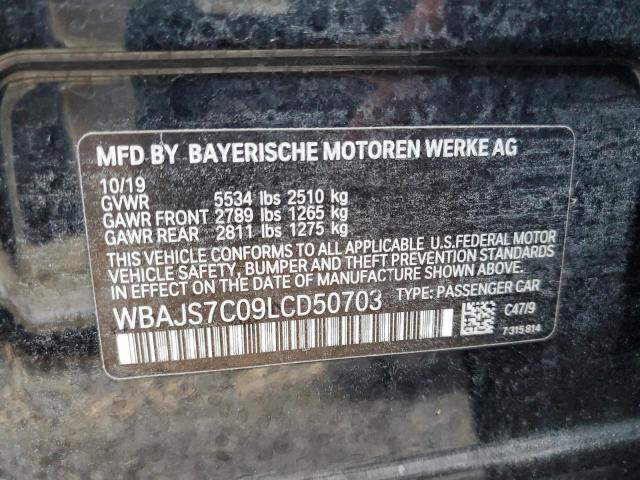 MFD BY BAYERISCHE MOTOREN WERKE AG
10/19
GVWR 5534 lbs 2510 kg
GAWR FRONT 2789 lbs 1265 kg
GAWR REAR 2811 lbs 1275 kg
THIS VEHICLE CONFORMS TO ALL APPLICABLE U.S.FEDERAL MOTOR
VEHICLE SAFETY, BUMPER AND THEFT PREVENTION STANDARDS
IN EFFECT ON THE DATE OF MANUFACTURE SHOWN ABOVE.
WBAJS7C09LCD50703 TYPE: PASSENGER CAR
C47/9
7315814